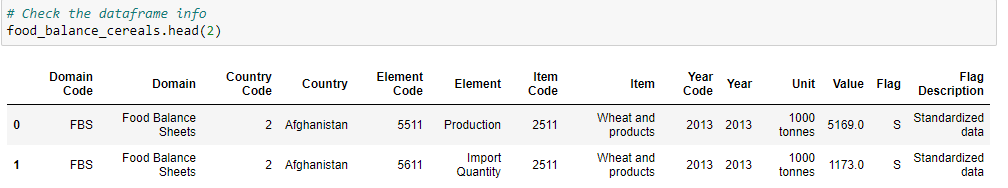 # Check the dataframe info
food_balance_cereals.head(2)
Domain Code Domain Country Code Country Element Code Element Item Code Item Year Code Year Unit Value Flag Flag Description
0 FBS Food Balance Sheets 2 Afghanistan 5511 Production 2511 Wheat and products 2013 2013 1000 tonnes 5169.0 S Standardized data
1 FBS Food Balance Sheets 2 Afghanistan 5611 Import Quantity 2511 Wheat and products 2013 2013 1000 tonnes 1173.0 S Standardized data